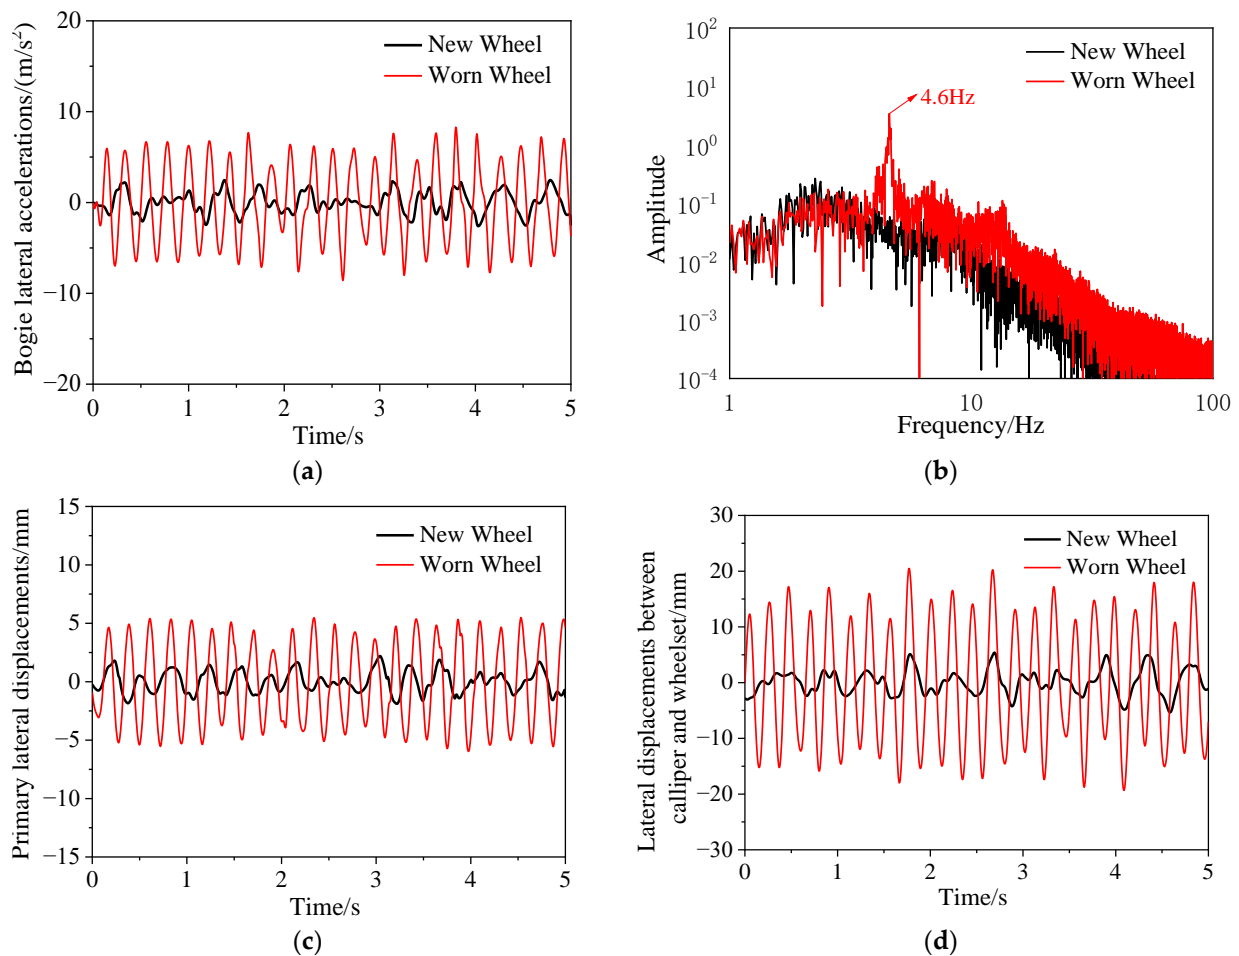 20
10
0
−10
−20
Bogie lateral accelerations/(m/s²)
New Wheel
Worn Wheel
0 1 2 3 4 5
Time/s
(a)
10²
10¹
10⁰
10⁻¹
10⁻²
10⁻³
10⁻⁴
Amplitude
New Wheel
Worn Wheel
4.6Hz
1 10 100
Frequency/Hz
(b)
15
10
5
0
−5
−10
−15
Primary lateral displacements/mm
New Wheel
Worn Wheel
0 1 2 3 4 5
Time/s
(c)
30
20
10
0
−10
−20
−30
Lateral displacements between
calliper and wheelset/mm
New Wheel
Worn Wheel
0 1 2 3 4 5
Time/s
(d)